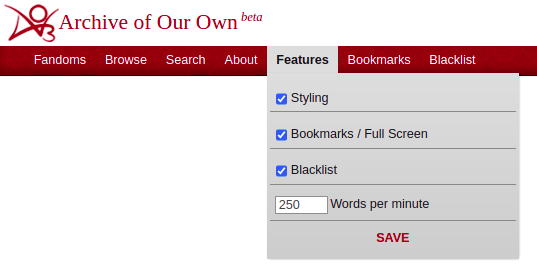 Archive of Our Own beta
Fandoms Browse Search About Features Bookmarks Blacklist
Styling
Bookmarks / Full Screen
Blacklist
250 Words per minute
SAVE